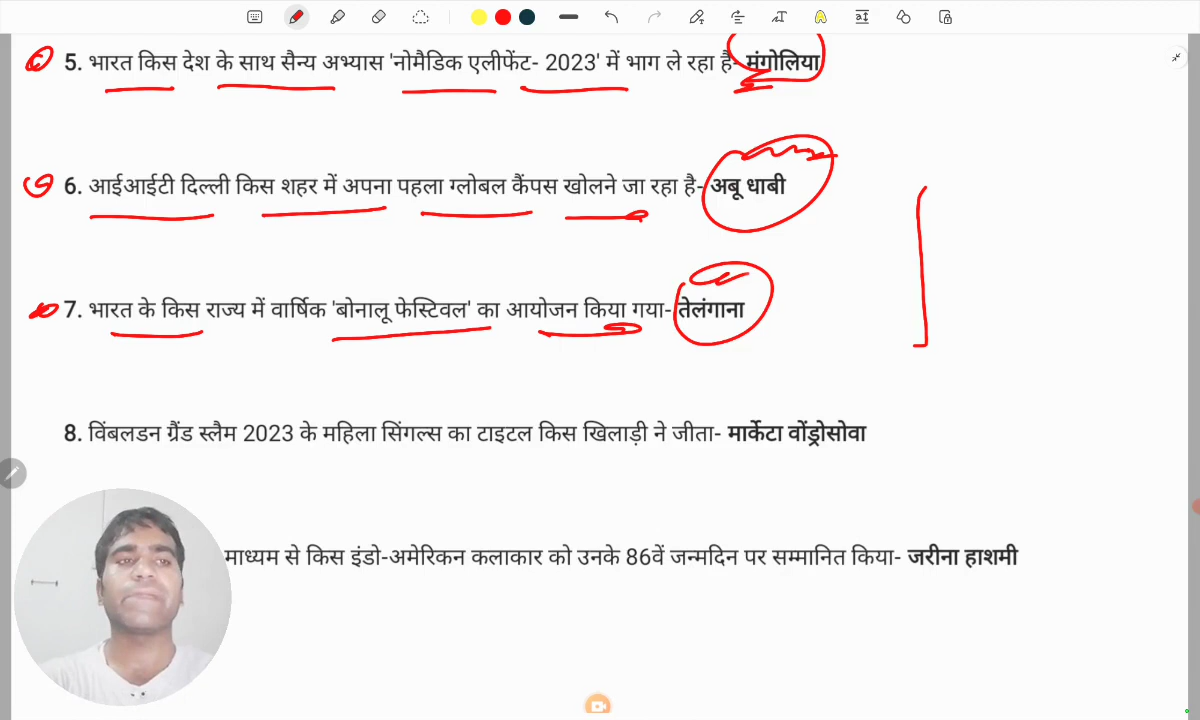 5. भारत किस देश के साथ सैन्य अभ्यास 'नोमैडिक एलीफेंट- 2023' में भाग ले रहा है- मंगोलिया
6. आईआईटी दिल्ली किस शहर में अपना पहला ग्लोबल कैंपस खोलने जा रहा है- अबू धाबी
7. भारत के किस राज्य में वार्षिक 'बोनालू फेस्टिवल' का आयोजन किया गया- तेलंगाना
8. विंबलडन ग्रैंड स्लैम 2023 के महिला सिंगल्स का टाइटल किस खिलाड़ी ने जीता- मार्केटा वोंड्रोसोवा
माध्यम से किस इंडो-अमेरिकन कलाकार को उनके 86वें जन्मदिन पर सम्मानित किया- जरीना हाशमी